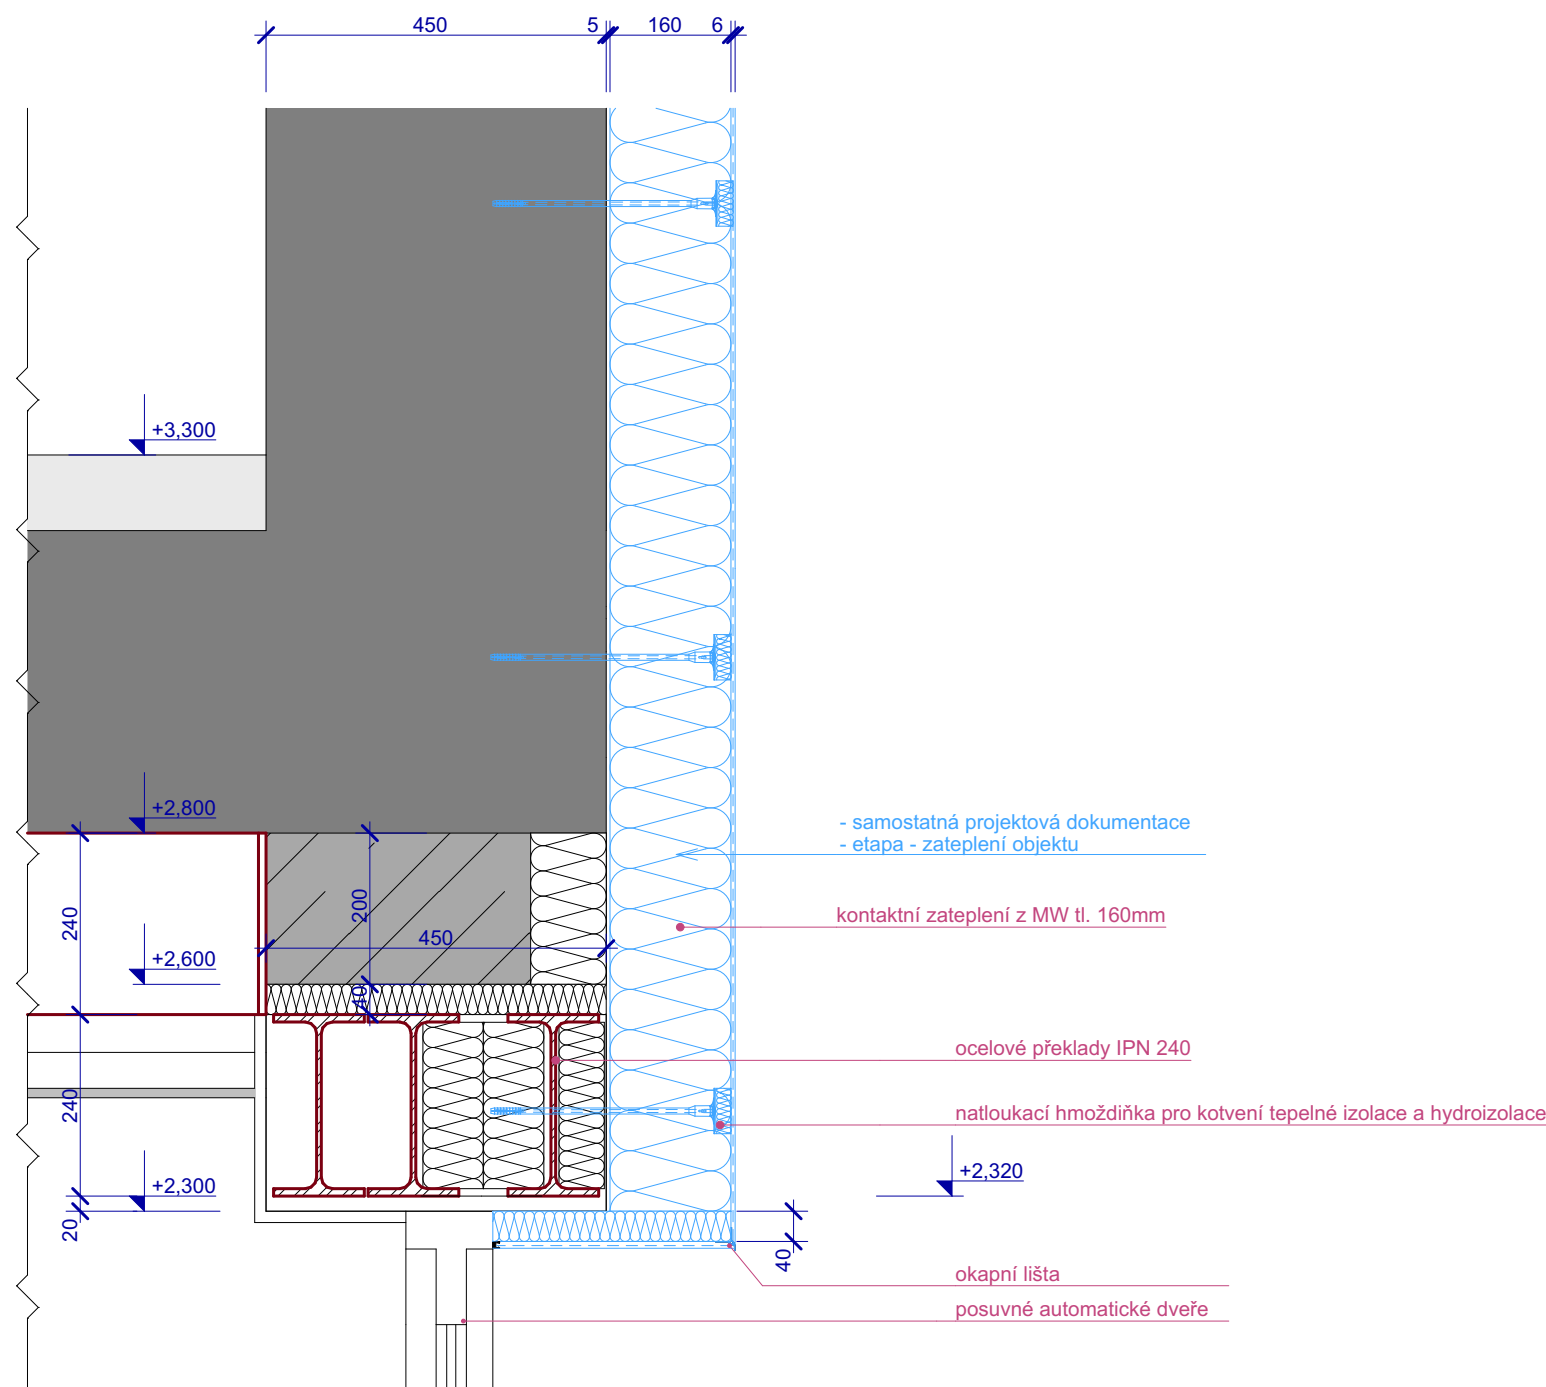 450
5
160
6
+3,300
+2,800
- samostatná projektová dokumentace
- etapa - zateplení objektu
200
240
kontaktní zateplení z MW tl. 160mm
450
+2,600
40
ocelové překlady IPN 240
240
natloukací hmoždiňka pro kotvení tepelné izolace a hydroizolace
+2,320
+2,300
20
40
okapní lišta
posuvné automatické dveře